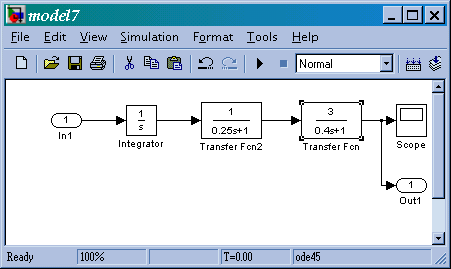 model7
File Edit View Simulation Format Tools Help
Normal
1
In1
1
s
Integrator
1
0.25s+1
Transfer Fcn2
3
0.4s+1
Transfer Fcn
Scope
1
Out1
Ready 100% T=0.00 ode45